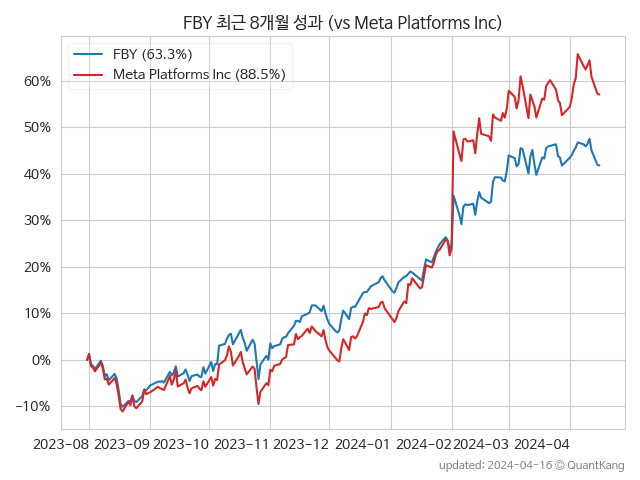 FBY 최근 8개월 성과 (vs Meta Platforms Inc)
FBY (63.3%)
Meta Platforms Inc (88.5%)
60%
50%
40%
30%
20%
10%
0%
−10%
2023-08 2023-09 2023-10 2023-11 2023-12 2024-01 2024-02 2024-03 2024-04
updated: 2024-04-16 © QuantKang